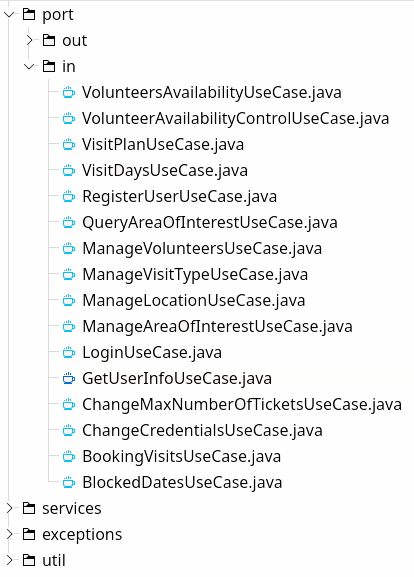 port
out
in
VolunteersAvailabilityUseCase.java
VolunteerAvailabilityControlUseCase.java
VisitPlanUseCase.java
VisitDaysUseCase.java
RegisterUserUseCase.java
QueryAreaOfInterestUseCase.java
ManageVolunteersUseCase.java
ManageVisitTypeUseCase.java
ManageLocationUseCase.java
ManageAreaOfInterestUseCase.java
LoginUseCase.java
GetUserInfoUseCase.java
ChangeMaxNumberOfTicketsUseCase.java
ChangeCredentialsUseCase.java
BookingVisitsUseCase.java
BlockedDatesUseCase.java
services
exceptions
util